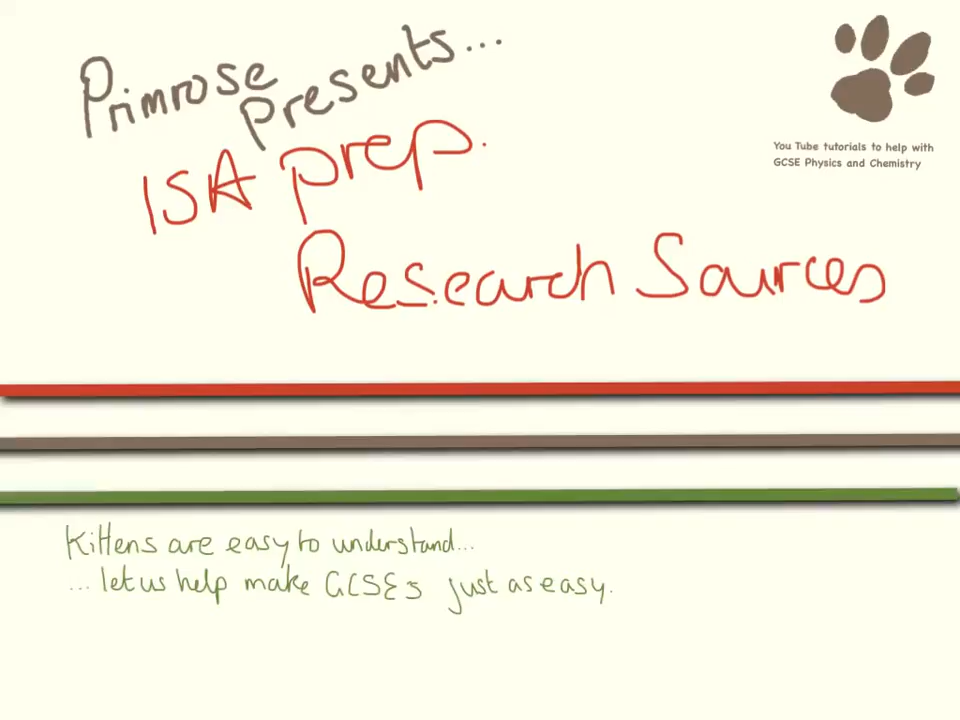 Primrose Presents...
ISA prep.
Research Sources
You Tube tutorials to help with
GCSE Physics and Chemistry
Kittens are easy to understand...
... let us help make GCSEs just as easy.